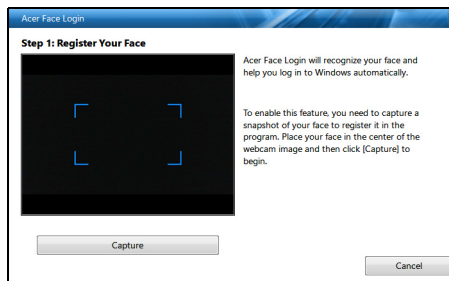 Acer Face Login
Step 1: Register Your Face
Acer Face Login will recognize your face and
help you log in to Windows automatically.
To enable this feature, you need to capture a
snapshot of your face to register it in the
program. Place your face in the center of the
webcam image and then click [Capture] to
begin.
Capture
Cancel